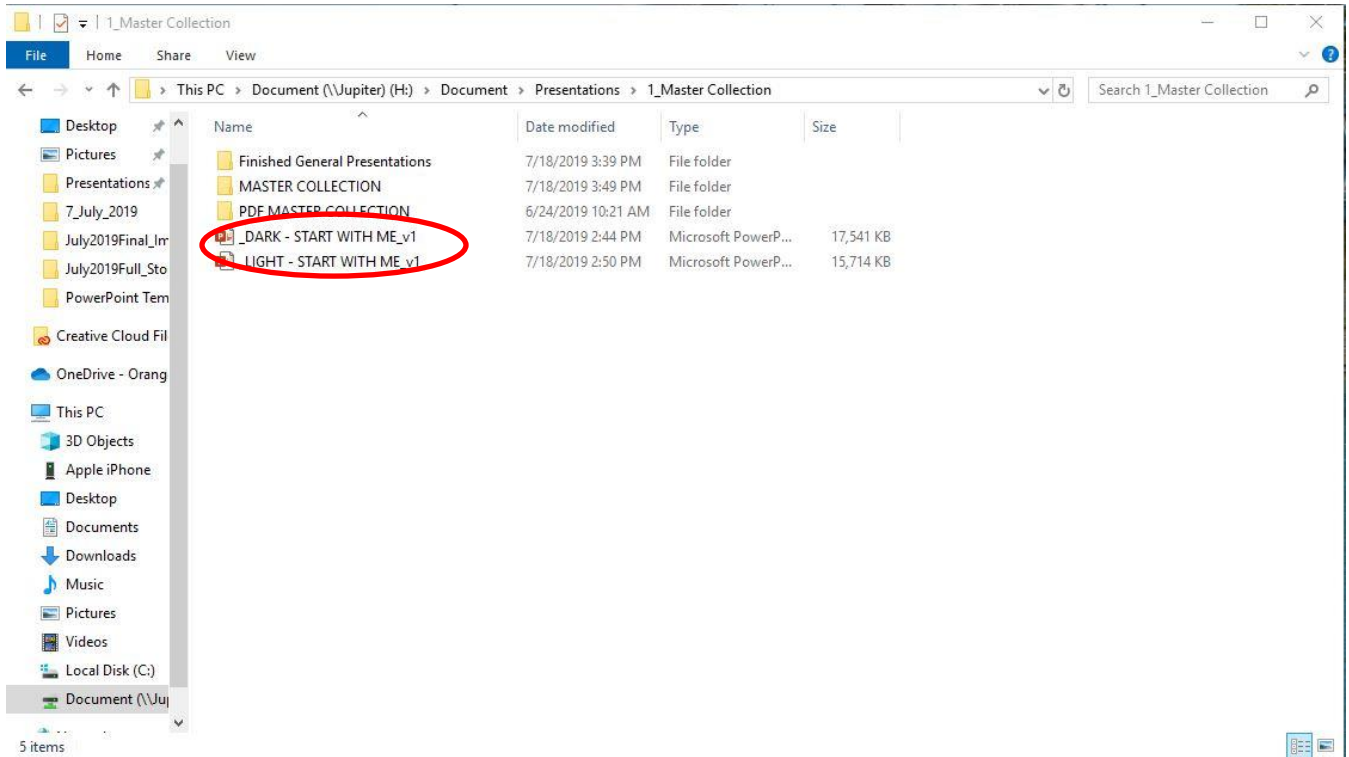 1_Master Collection
File Home Share View
This PC > Document (\\Jupiter) (H:) > Document > Presentations > 1_Master Collection
Search 1_Master Collection
Name Date modified Type Size
Finished General Presentations 7/18/2019 3:39 PM File folder
MASTER COLLECTION 7/18/2019 3:49 PM File folder
PDF MASTER COLLECTION 6/24/2019 10:21 AM File folder
_DARK - START WITH ME_v1 7/18/2019 2:44 PM Microsoft PowerP... 17,541 KB
_LIGHT - START WITH ME_v1 7/18/2019 2:50 PM Microsoft PowerP... 15,714 KB
Desktop
Pictures
Presentations
7_July_2019
July2019Final_Im
July2019Full_Sto
PowerPoint Tem
Creative Cloud Fil
OneDrive - Orang
This PC
3D Objects
Apple iPhone
Desktop
Documents
Downloads
Music
Pictures
Videos
Local Disk (C:)
Document (\\Ju
5 items